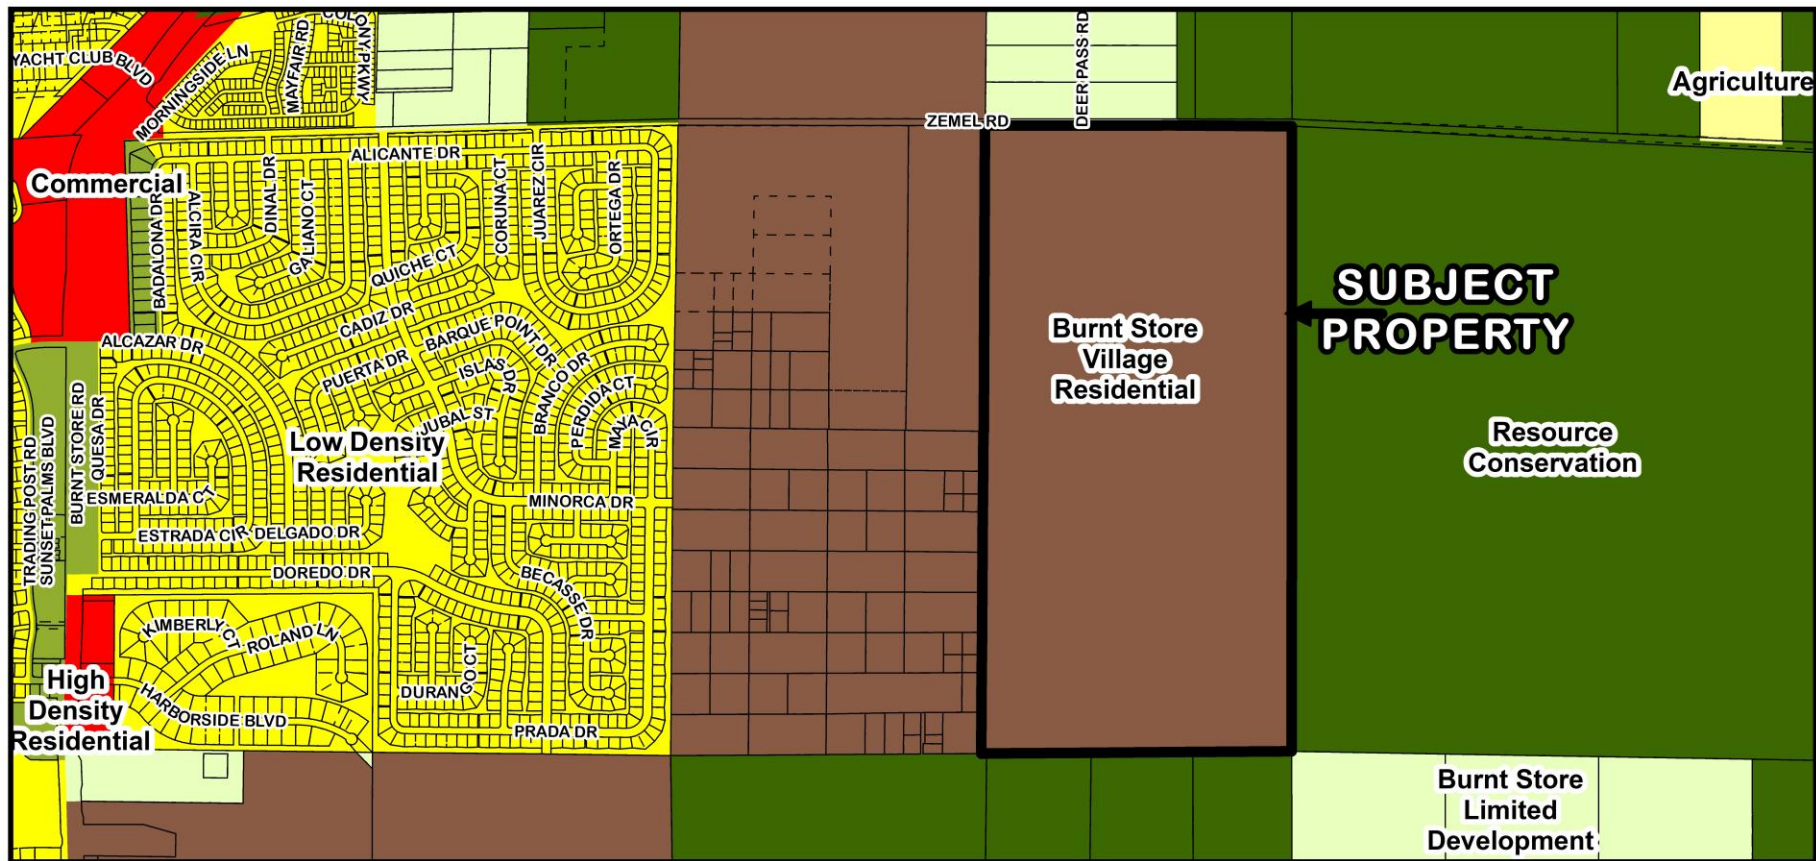 YACHT CLUB BLVD
MORNINGSIDE LN
MAYFAIR RD
COLONY PKWY
DEER PASS RD
Agriculture
ZEMEL RD
ALICANTE DR
Commercial
BADALONA DR
ALCIRA CIR
DINAL DR
GALIANO CT
QUICHE CT
CORUNA CT
JUAREZ CIR
ORTEGA DR
SUBJECT
PROPERTY
Burnt Store
Village
Residential
ALCAZAR DR
CADIZ DR
BARQUE POINT DR
PUERTA DR
ISLAS DR
BRANCO DR
PERDIDA CT
MAYA CIR
JUBAL ST
Low Density
Residential
Resource
Conservation
TRADING POST RD
SUNSET PALMS BLVD
BURNT STORE RD
QUESA DR
ESMERALDA CT
ESTRADA CIR
DELGADO DR
MINORCA DR
DOREDO DR
BECASSE DR
KIMBERLY CT
ROLAND LN
DURANGO CT
High
Density
Residential
HARBORSIDE BLVD
PRADA DR
Burnt Store
Limited
Development